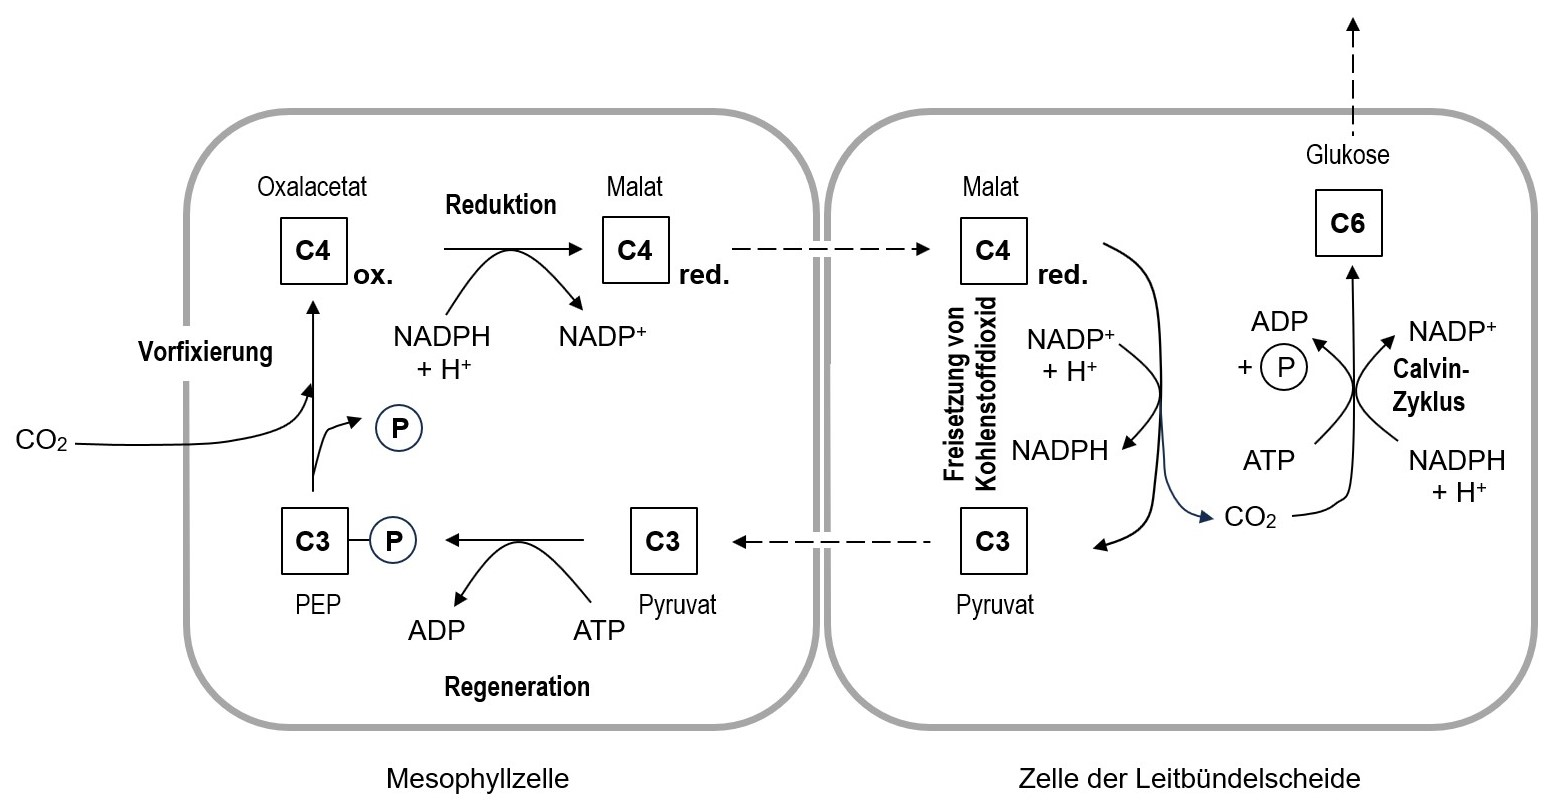 Glukose
C6
Oxalacetat
Reduktion
Malat
C4
ox.
C4
red.
NADPH
+ H⁺
NADP⁺
Vorfixierung
CO₂
P
C3
P
PEP
C3
Pyruvat
ADP
ATP
Regeneration
Malat
C4
red.
Freisetzung von
Kohlenstoffdioxid
NADP⁺
+ H⁺
NADPH
C3
Pyruvat
CO₂
ADP
+ P
ATP
NADP⁺
Calvin-
Zyklus
NADPH
+ H⁺
Mesophyllzelle
Zelle der Leitbündelscheide